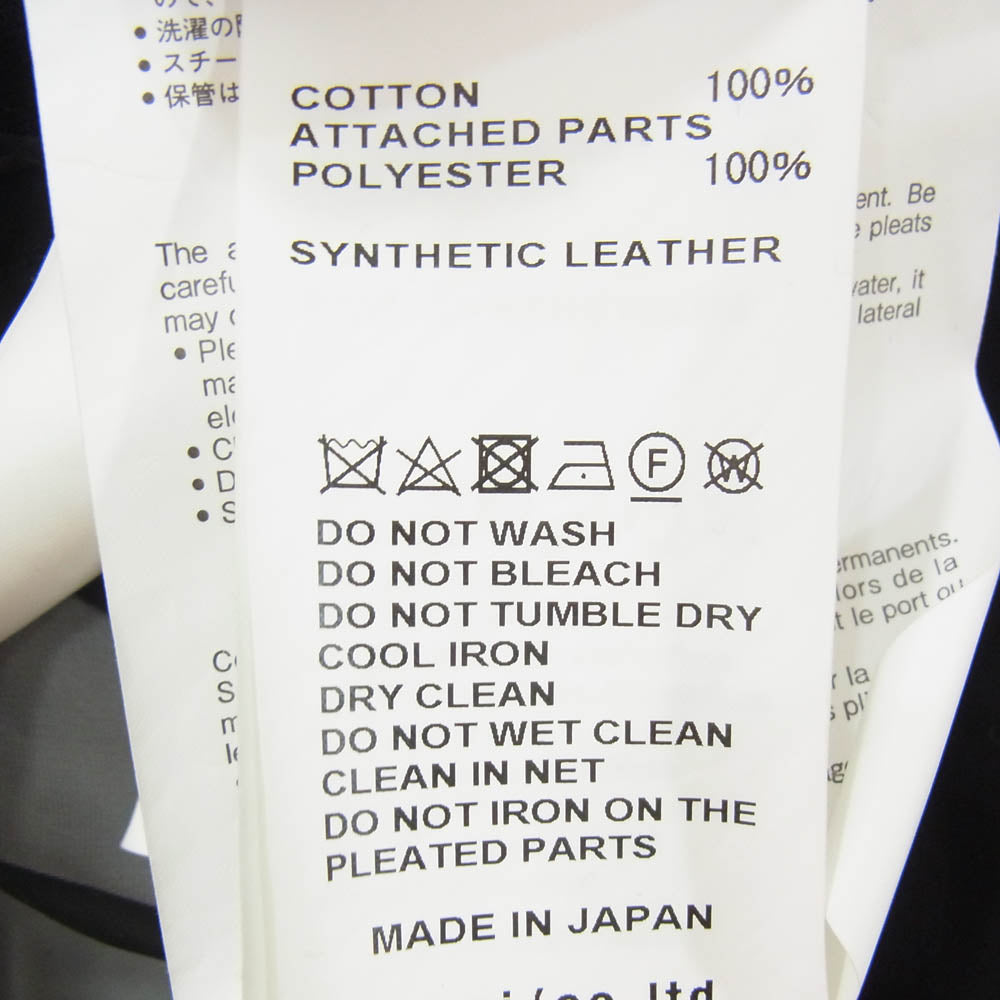 • 洗濯の
• スチー
• 保管は
COTTON 100%
ATTACHED PARTS
POLYESTER 100%
SYNTHETIC LEATHER
The
may
•
•
•
•
Be
pleats
it
lateral
F
W
DO NOT WASH
DO NOT BLEACH
DO NOT TUMBLE DRY
COOL IRON
DRY CLEAN
DO NOT WET CLEAN
CLEAN IN NET
DO NOT IRON ON THE
PLEATED PARTS
MADE IN JAPAN
lors de la
le port ou
la